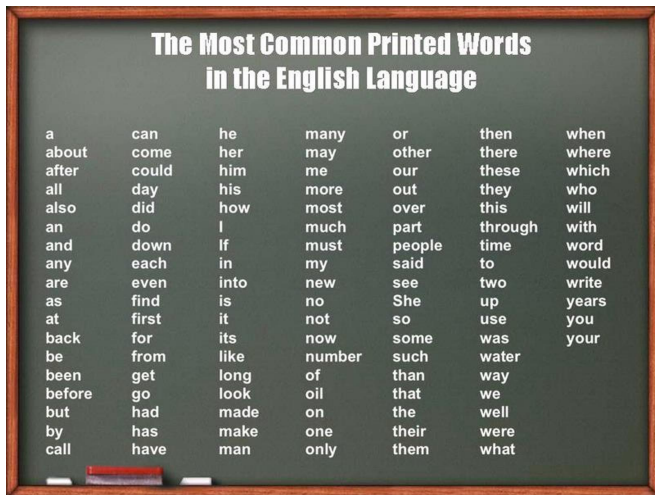 The Most Common Printed Words
in the English Language
a can he many or then when
about come her may other there where
after could him me our these which
all day his more out they who
also did how most over this will
an do I much part through with
and down If must people time word
any each in my said to would
are even into new see two write
as find is no She up years
at first it not so use you
back for its now some was your
be from like number such water
been get long of than way
before go look oil that we
but had made on the well
by has make one their were
call have man only them what